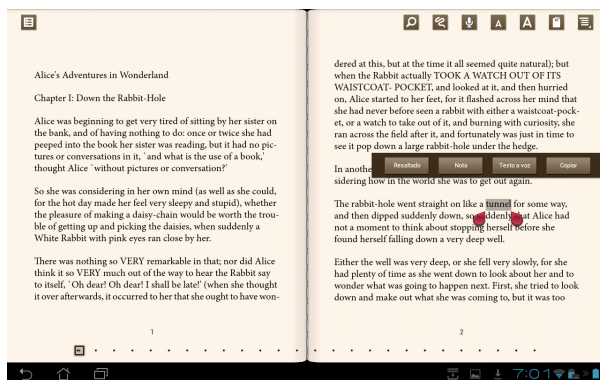 Alice's Adventures in Wonderland
Chapter I: Down the Rabbit-Hole
Alice was beginning to get very tired of sitting by her sister on
the bank, and of having nothing to do: once or twice she had
peeped into the book her sister was reading, but it had no pic-
tures or conversations in it, `and what is the use of a book,'
thought Alice `without pictures or conversation?'
So she was considering in her own mind (as well as she could,
for the hot day made her feel very sleepy and stupid), whether
the pleasure of making a daisy-chain would be worth the trou-
ble of getting up and picking the daisies, when suddenly a
White Rabbit with pink eyes ran close by her.
There was nothing so VERY remarkable in that; nor did Alice
think it so VERY much out of the way to hear the Rabbit say
to itself, `Oh dear! Oh dear! I shall be late!' (when she thought
it over afterwards, it occurred to her that she ought to have won-
1
A A
dered at this, but at the time it all seemed quite natural); but
when the Rabbit actually TOOK A WATCH OUT OF ITS
WAISTCOAT- POCKET, and looked at it, and then hurried
on, Alice started to her feet, for it flashed across her mind that
she had never before seen a rabbit with either a waistcoat-pock-
et, or a watch to take out of it, and burning with curiosity, she
ran across the field after it, and fortunately was just in time to
see it pop down a large rabbit-hole under the hedge.
Resaltado Nota Texto a voz Copiar
In anothe
sidering how in the world she was to get out again.
The rabbit-hole went straight on like a tunnel for some way,
and then dipped suddenly down, so suddenly that Alice had
not a moment to think about stopping herself before she
found herself falling down a very deep well.
Either the well was very deep, or she fell very slowly, for she
had plenty of time as she went down to look about her and to
wonder what was going to happen next. First, she tried to look
down and make out what she was coming to, but it was too
2
7:01